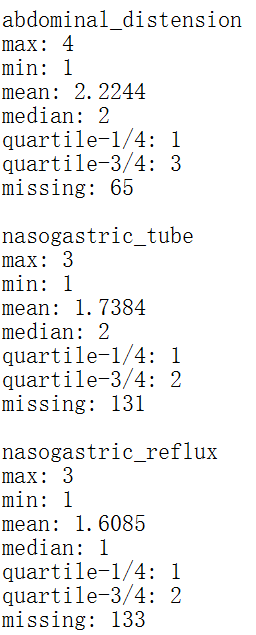 abdominal_distension
max: 4
min: 1
mean: 2.2244
median: 2
quartile-1/4: 1
quartile-3/4: 3
missing: 65

nasogastric_tube
max: 3
min: 1
mean: 1.7384
median: 2
quartile-1/4: 1
quartile-3/4: 2
missing: 131

nasogastric_reflux
max: 3
min: 1
mean: 1.6085
median: 1
quartile-1/4: 1
quartile-3/4: 2
missing: 133